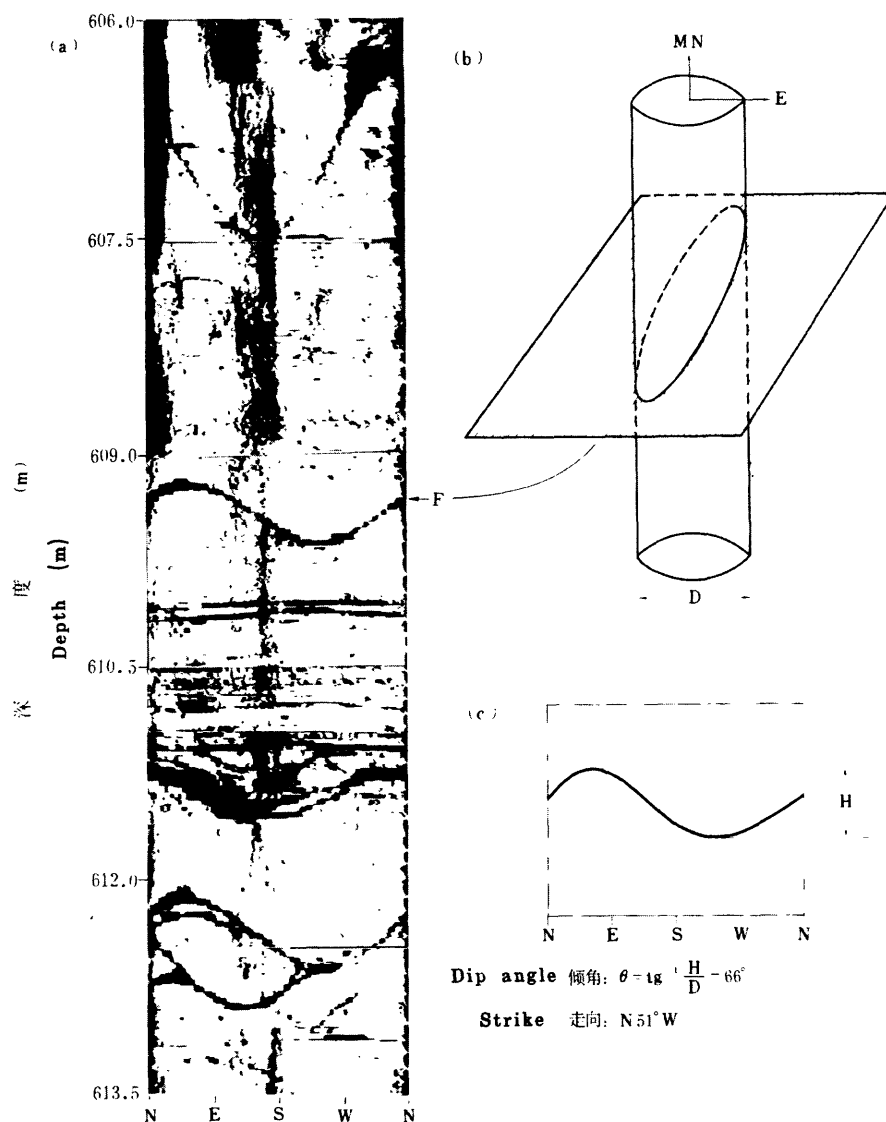 (a)
606.0
607.5
609.0
610.5
612.0
613.5
深 度 (m)
Depth (m)
N E S W N
F
(b)
MN
E
D
(c)
H
N E S W N
Dip angle 倾角: θ=tg⁻¹ H/D=66°
Strike 走向: N51°W